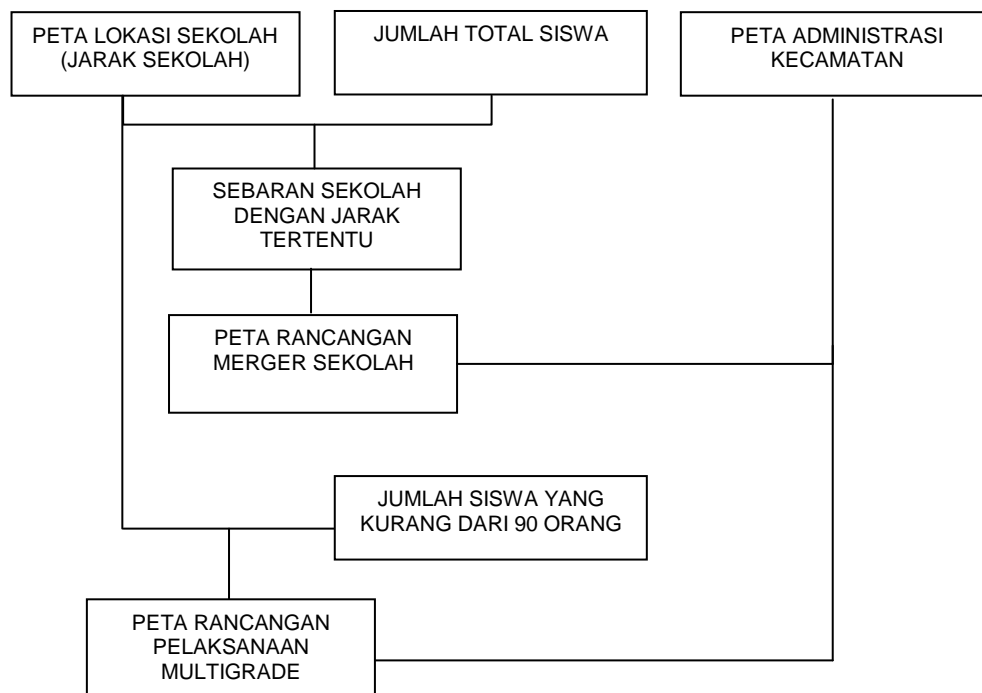 PETA LOKASI SEKOLAH
(JARAK SEKOLAH)
JUMLAH TOTAL SISWA
PETA ADMINISTRASI
KECAMATAN
SEBARAN SEKOLAH
DENGAN JARAK
TERTENTU
PETA RANCANGAN
MERGER SEKOLAH
JUMLAH SISWA YANG
KURANG DARI 90 ORANG
PETA RANCANGAN
PELAKSANAAN
MULTIGRADE